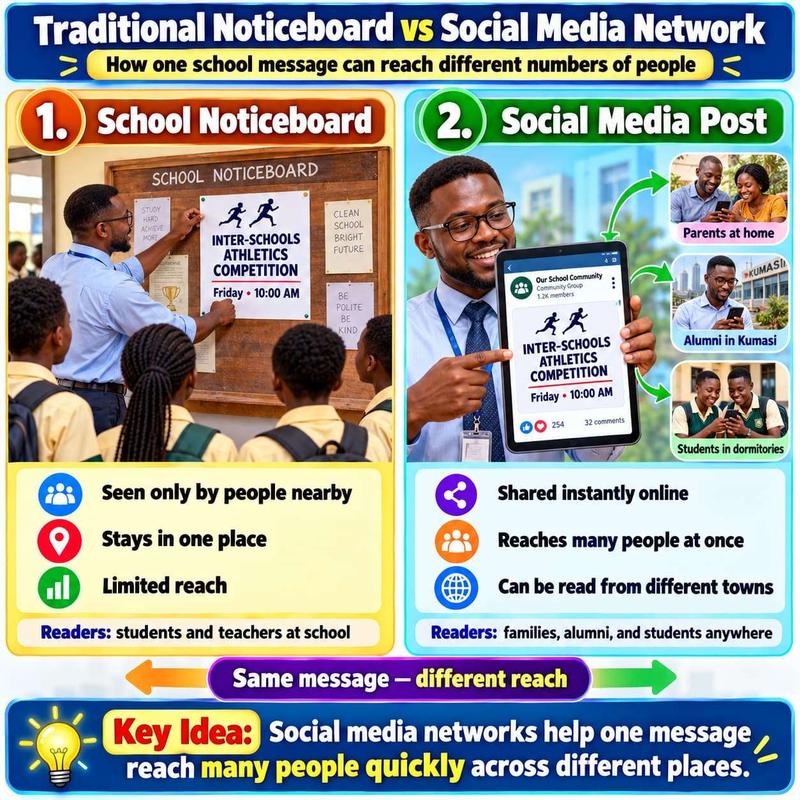 Traditional Noticeboard vs Social Media Network
How one school message can reach different numbers of people
1. School Noticeboard
SCHOOL NOTICEBOARD
STUDY
HARD
ACHIEVE
MORE
INTER-SCHOOLS
ATHLETICS
COMPETITION
Friday • 10:00 AM
CLEAN
SCHOOL
BRIGHT
FUTURE
BE
POLITE
BE
KIND
Seen only by people nearby
Stays in one place
Limited reach
Readers: students and teachers at school
2. Social Media Post
Our School Community
Community Group
1.2K members
INTER-SCHOOLS
ATHLETICS
COMPETITION
Friday • 10:00 AM
254
32 comments
Parents at home
KUMASI
Alumni in Kumasi
Students in dormitories
Shared instantly online
Reaches many people at once
Can be read from different towns
Readers: families, alumni, and students anywhere
Same message – different reach
Key Idea: Social media networks help one message
reach many people quickly across different places.